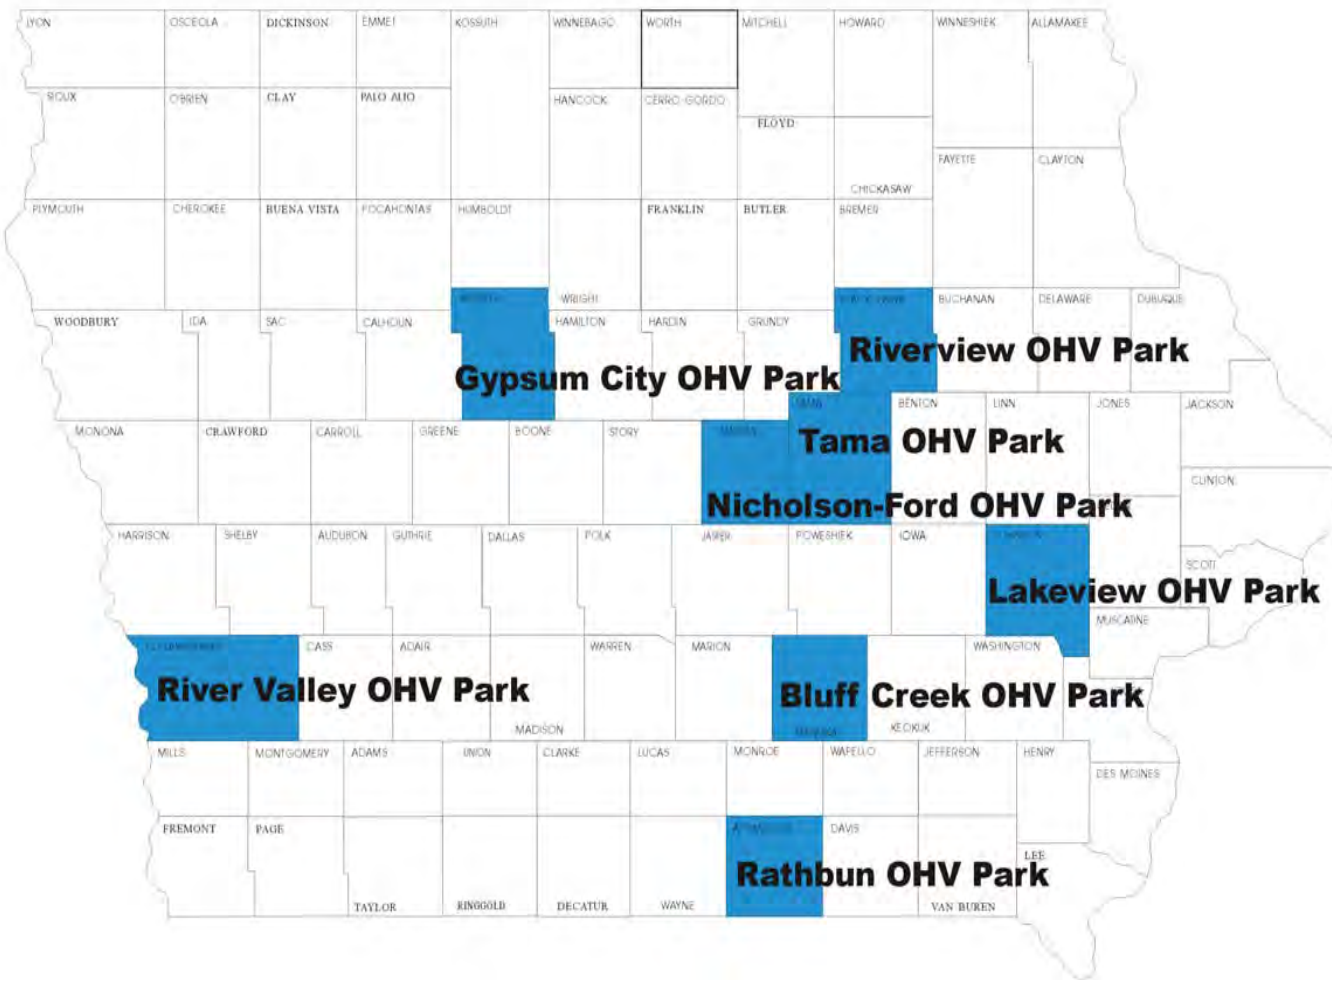 LYON OSCEOLA DICKINSON EMMET KOSSUTH WINNEBAGO WORTH MITCHELL HOWARD WINNESHIEK ALLAMAKEE
SIOUX O'BRIEN CLAY PALO ALTO HANCOCK CERRO GORDO
FLOYD
FAYETTE CLAYTON
CHICKASAW
PLYMOUTH CHEROKEE BUENA VISTA POCAHONTAS HUMBOLDT FRANKLIN BUTLER BREMER
WEBSTER WRIGHT BLACK HAWK BUCHANAN DELAWARE DUBUQUE
WOODBURY IDA SAC CALHOUN HAMILTON HARDIN GRUNDY
Riverview OHV Park
Gypsum City OHV Park
TAMA BENTON LINN JONES JACKSON
MONONA CRAWFORD CARROLL GREENE BOONE STORY
Tama OHV Park
CLINTON
Nicholson-Ford OHV Park
HARRISON SHELBY AUDUBON GUTHRIE DALLAS POLK JASPER POWESHIEK IOWA JOHNSON
SCOTT
Lakeview OHV Park
MUSCATINE
CASS ADAIR WARREN MARION WASHINGTON
River Valley OHV Park
Bluff Creek OHV Park
MADISON MAHASKA KEOKUK
MILLS MONTGOMERY ADAMS UNION CLARKE LUCAS MONROE WAPELLO JEFFERSON HENRY
DES MOINES
FREMONT PAGE DAVIS
LEE
Rathbun OHV Park
TAYLOR RINGGOLD DECATUR WAYNE VAN BUREN